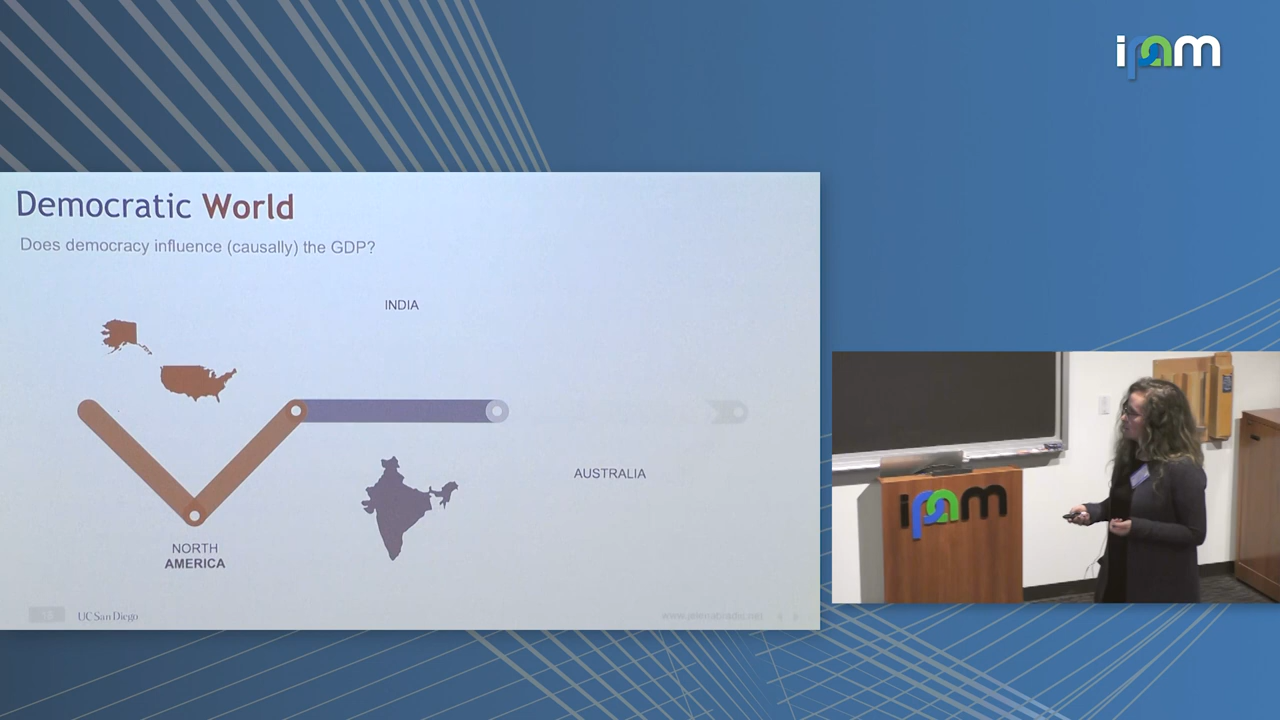 ipam
Democratic World
Does democracy influence (causally) the GDP?
INDIA
AUSTRALIA
NORTH
AMERICA
UC San Diego
ipam